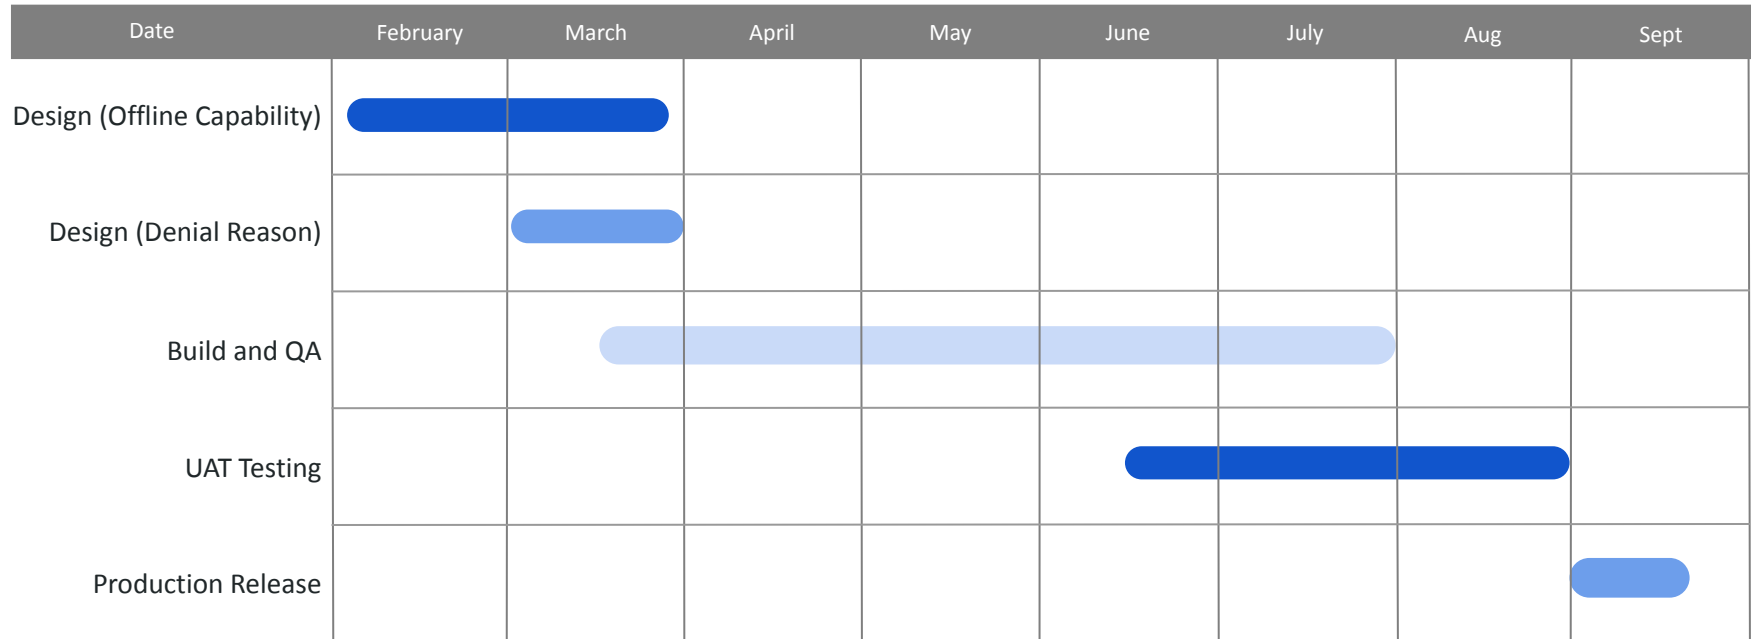 Date February March April May June July Aug Sept
Design (Offline Capability)
Design (Denial Reason)
Build and QA
UAT Testing
Production Release